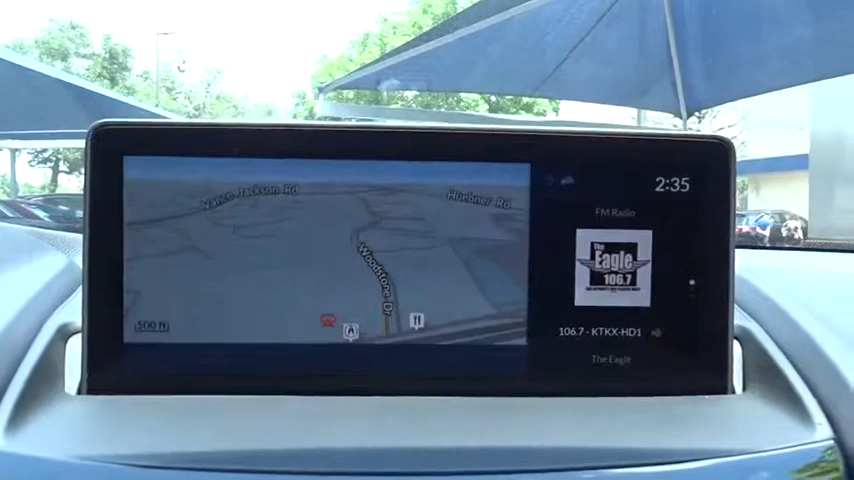 Vance Jackson Rd
Huebner Rd
Woodstone Dr
500 ft
2:35
FM Radio
The
Eagle
106.7
106.7 - KTKX-HD1
The Eagle